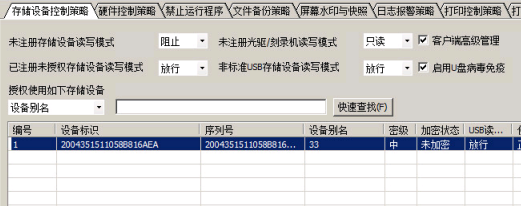 存储设备控制策略 硬件控制策略 禁止运行程序 文件备份策略 屏幕水印与快照 日志报警策略 打印控制策略 打
未注册存储设备读写模式 阻止 未注册光驱/刻录机读写模式 只读 客户端高级管理
已注册未授权存储设备读写模式 放行 非标准USB存储设备读写模式 放行 启用U盘病毒免疫
授权使用如下存储设备
设备别名 快速查找(F)
编号 设备标识 序列号 设备别名 密级 加密状态 USB读...
1 2004351511058B816AEA 2004351511058B816... 33 中 未加密 放行